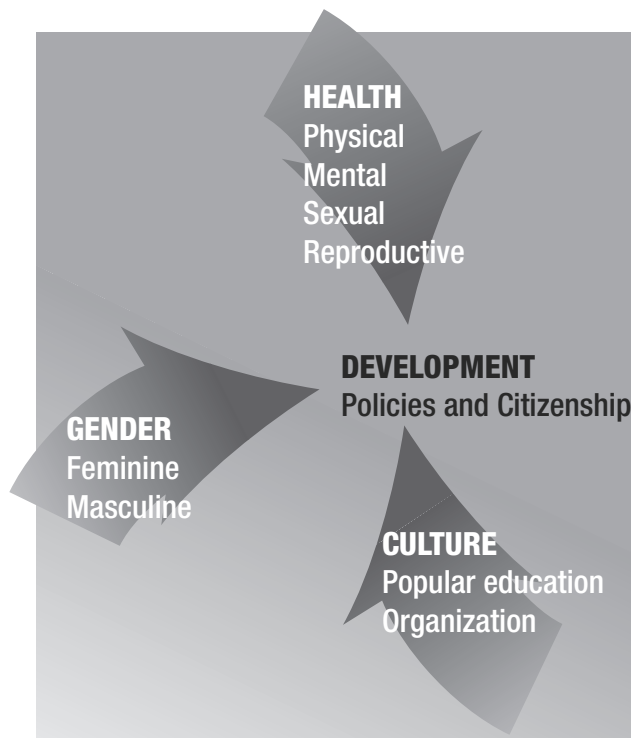 HEALTH
Physical
Mental
Sexual
Reproductive
DEVELOPMENT
Policies and Citizenship
GENDER
Feminine
Masculine
CULTURE
Popular education
Organization